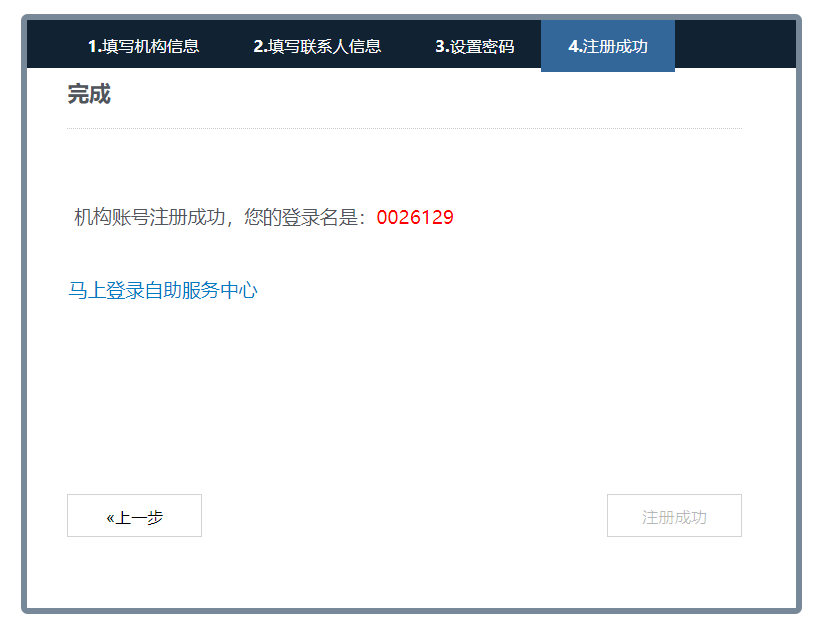 1.填写机构信息 2.填写联系人信息 3.设置密码 4.注册成功
完成
机构账号注册成功，您的登录名是：0026129
马上登录自助服务中心
«上一步 注册成功